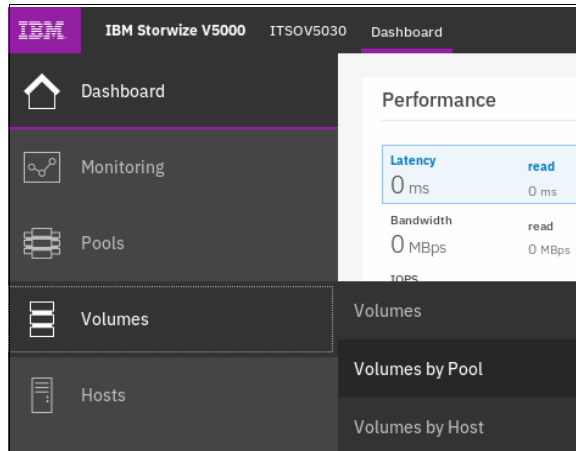 IBM IBM Storwize V5000 ITSOV5030 Dashboard
Dashboard
Monitoring
Pools
Volumes
Hosts
Performance
Latency read
0 ms 0 ms
Bandwidth read
0 MBps 0 MBps
IOPS
Volumes
Volumes by Pool
Volumes by Host